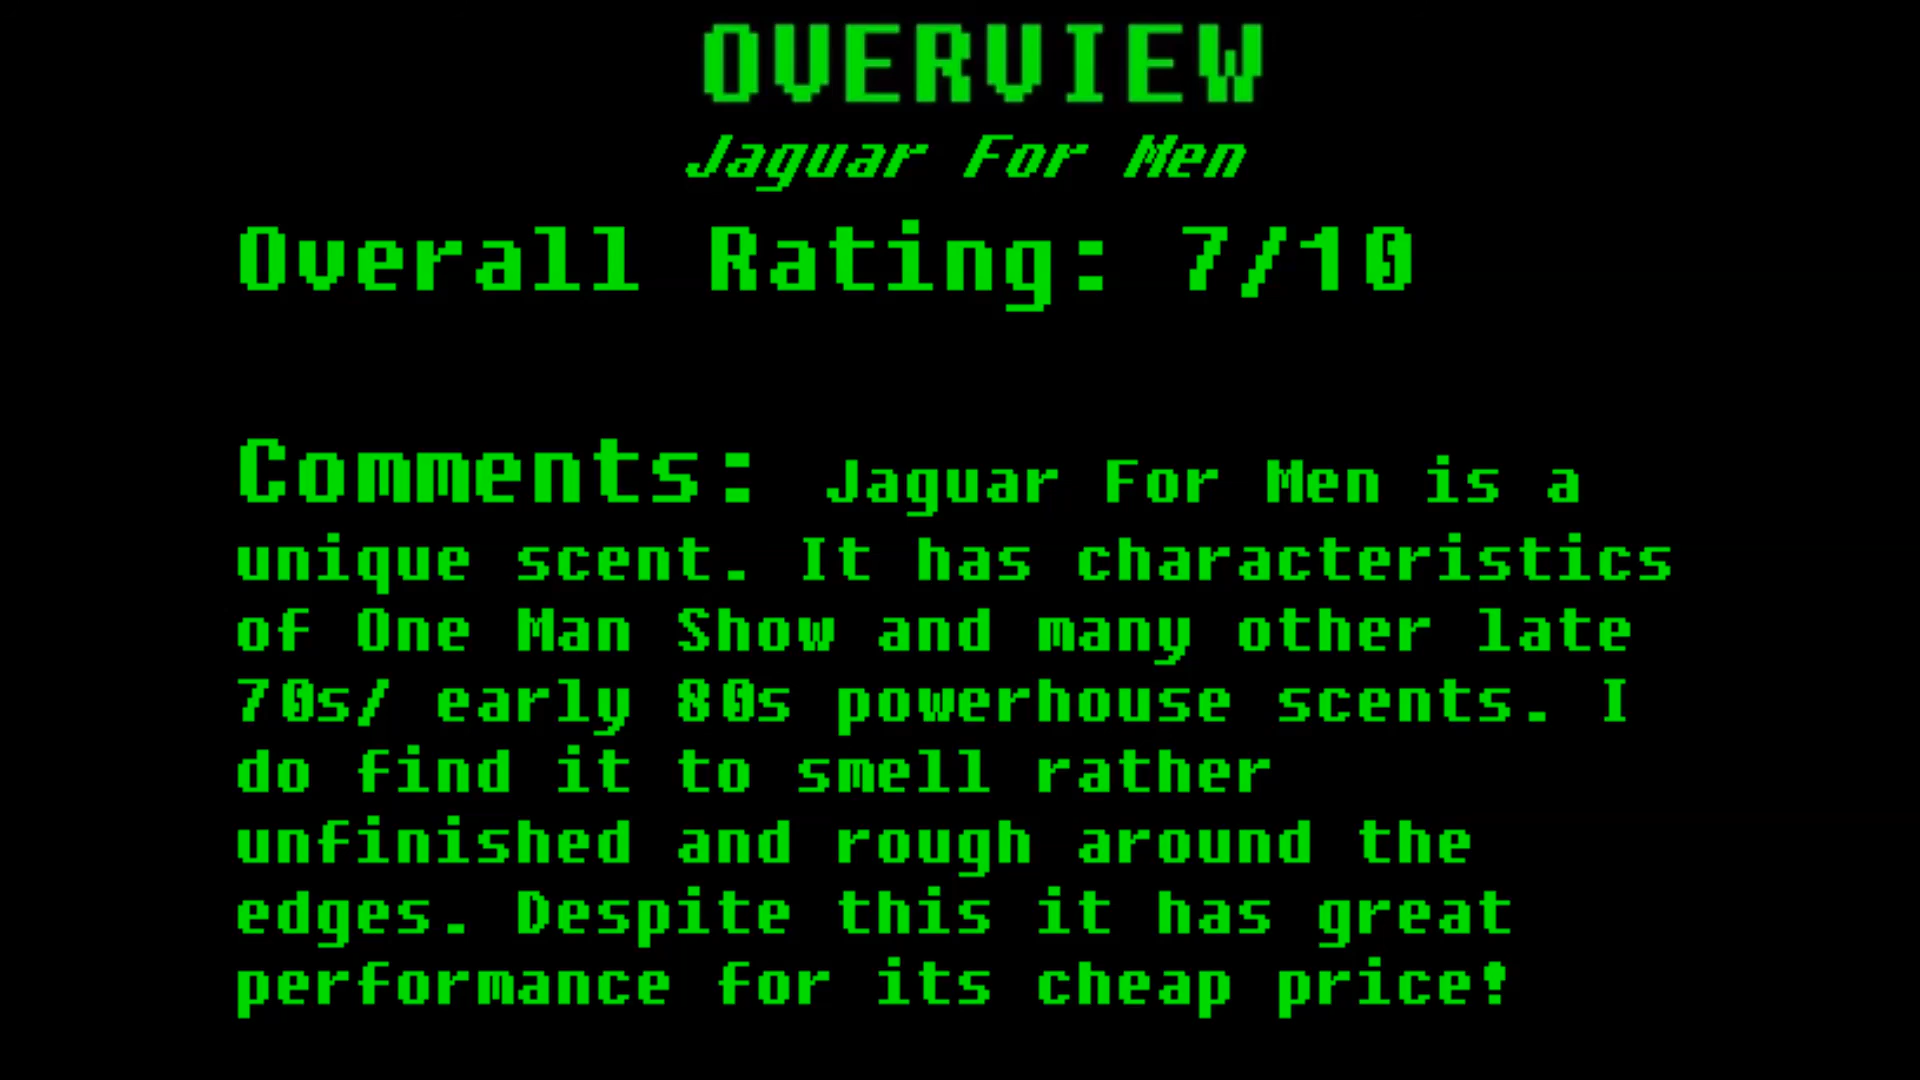 OVERVIEW
Jaguar For Men
Overall Rating: 7/10
Comments: Jaguar For Men is a
unique scent. It has characteristics
of One Man Show and many other late
70s/ early 80s powerhouse scents. I
do find it to smell rather
unfinished and rough around the
edges. Despite this it has great
performance for its cheap price!